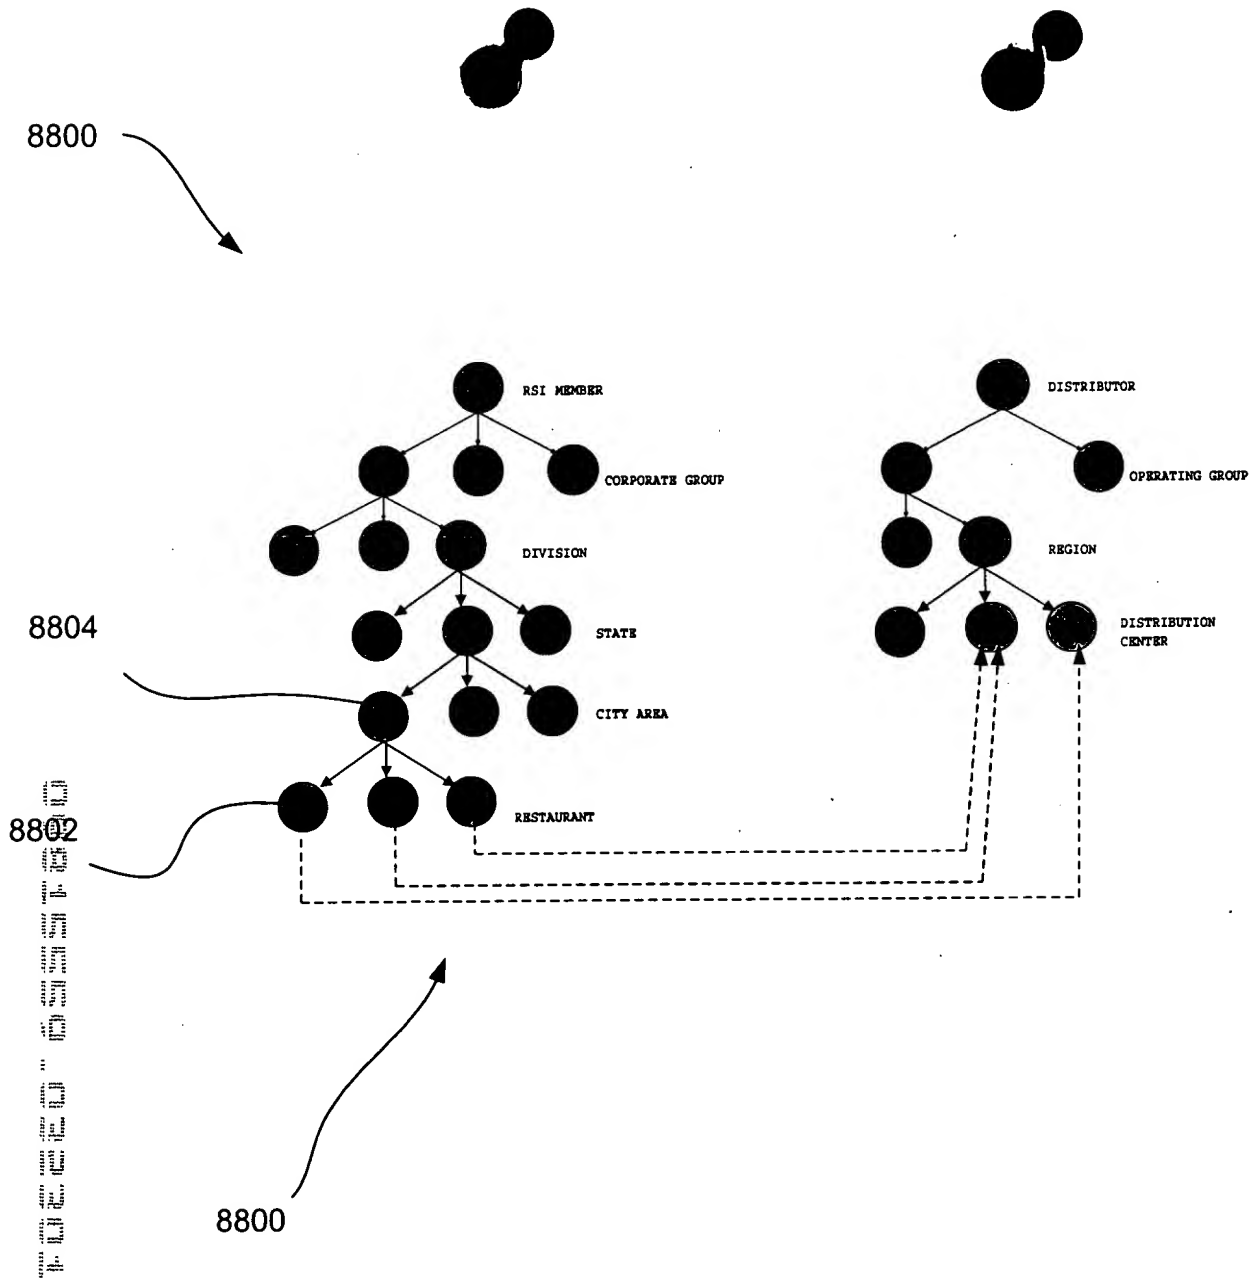 8800
RSI MEMBER
DISTRIBUTOR
CORPORATE GROUP
OPERATING GROUP
DIVISION
REGION
8804
STATE
DISTRIBUTION
CENTER
CITY AREA
8802
RESTAURANT
8800